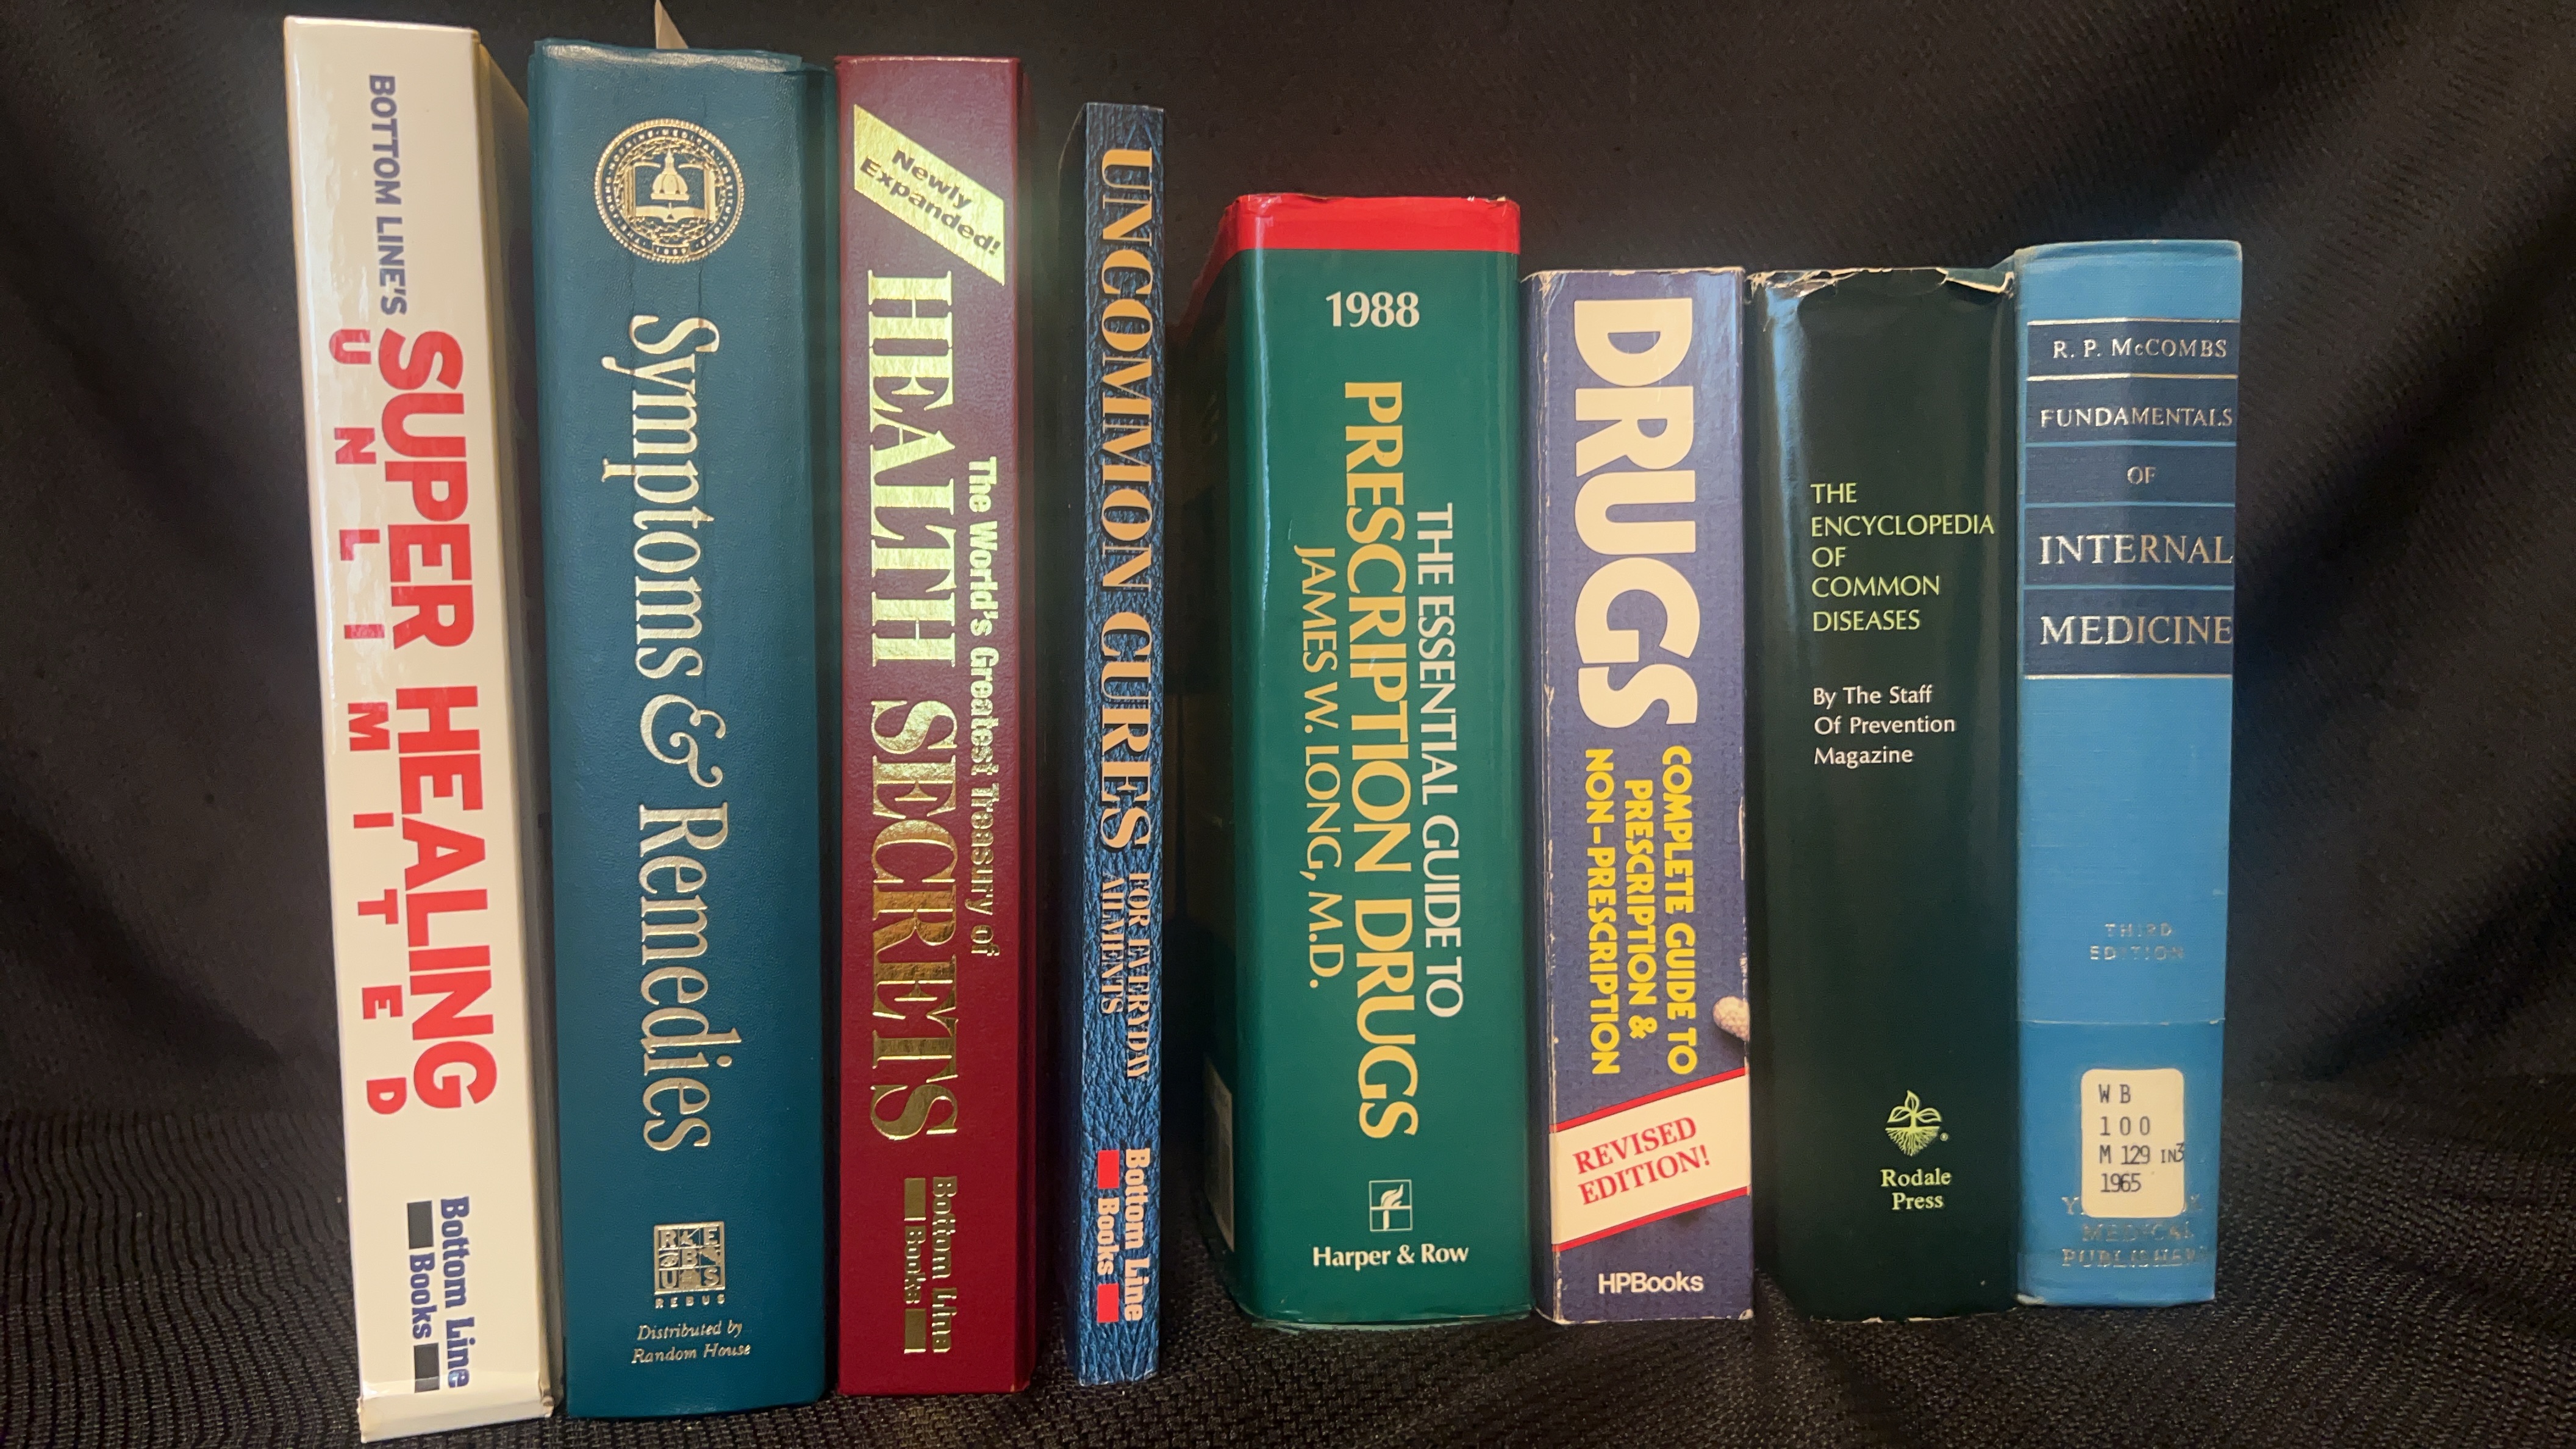 BOTTOM LINE'S
SUPER HEALING
UNLIMITED
Bottom Line
Books
Symptoms & Remedies
REBUS
REBUS
Distributed by
Random House
Newly
Expanded!
The World's Greatest Treasury of
HEALTH SECRETS
Bottom Line
Books
UNCOMMON CURES
FOR EVERYDAY
AILMENTS
Bottom Line
Books
1988
THE ESSENTIAL GUIDE TO
PRESCRIPTION DRUGS
JAMES W. LONG, M.D.
Harper & Row
DRUGS
COMPLETE GUIDE TO
PRESCRIPTION &
NON-PRESCRIPTION
REVISED
EDITION!
HPBooks
THE
ENCYCLOPEDIA
OF
COMMON
DISEASES
By The Staff
Of Prevention
Magazine
®
Rodale
Press
R. P. McCOMBS
FUNDAMENTALS
OF
INTERNAL
MEDICINE
THIRD
EDITION
WB
100
M 129 IN3
1965
MEDICAL
PUBLISHERS